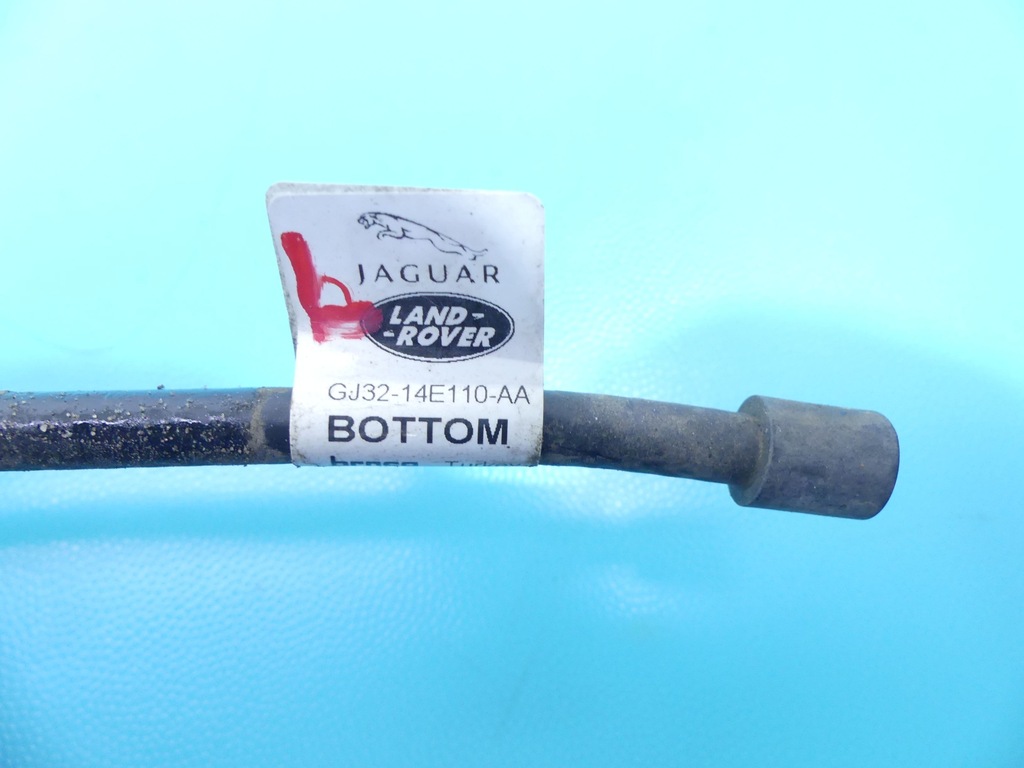 JAGUAR
LAND-
-ROVER
GJ32-14E110-AA
BOTTOM